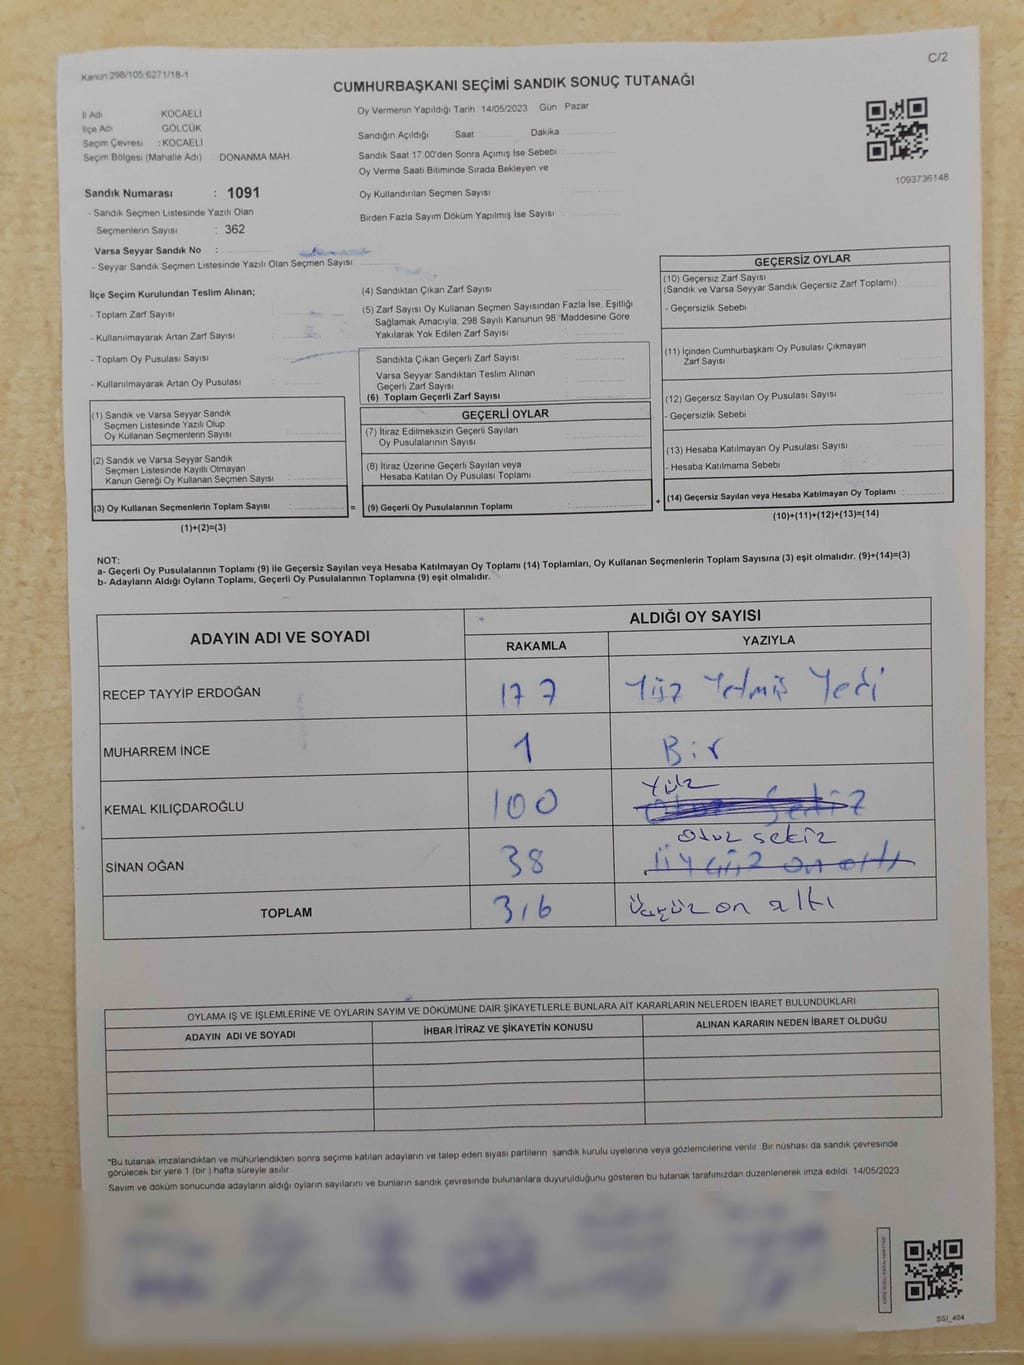 Kanun 298/105:6271/18-1
C/2
CUMHURBAŞKANI SEÇİMİ SANDIK SONUÇ TUTANAĞI
İl Adı KOCAELİ
İlçe Adı GÖLCÜK
Seçim Çevresi : KOCAELİ
Seçim Bölgesi (Mahalle Adı) DONANMA MAH.
Sandık Numarası : 1091
- Sandık Seçmen Listesinde Yazılı Olan
Seçmenlerin Sayısı : 362
Varsa Seyyar Sandık No :
- Seyyar Sandık Seçmen Listesinde Yazılı Olan Seçmen Sayısı
Oy Vermenin Yapıldığı Tarih 14/05/2023 Gün Pazar
Sandığın Açıldığı Saat Dakika
Sandık Saat 17:00'den Sonra Açımış İse Sebebi :
Oy Verme Saati Bitiminde Sırada Bekleyen ve
Oy Kullandırılan Seçmen Sayısı
Birden Fazla Sayım Döküm Yapılmış İse Sayısı
1093736148
İlçe Seçim Kurulundan Teslim Alınan;
- Toplam Zarf Sayısı
- Kullanılmayarak Artan Zarf Sayısı
- Toplam Oy Pusulası Sayısı
- Kullanılmayarak Artan Oy Pusulası
(1) Sandık ve Varsa Seyyar Sandık
Seçmen Listesinde Yazılı Olup
Oy Kullanan Seçmenlerin Sayısı
(2) Sandık ve Varsa Seyyar Sandık
Seçmen Listesinde Kayıtlı Olmayan
Kanun Gereği Oy Kullanan Seçmen Sayısı
(3) Oy Kullanan Seçmenlerin Toplam Sayısı :
(1)+(2)=(3)
(4) Sandıktan Çıkan Zarf Sayısı
(5) Zarf Sayısı Oy Kullanan Seçmen Sayısından Fazla İse, Eşitliği
Sağlamak Amacıyla, 298 Sayılı Kanunun 98. Maddesine Göre
Yakılarak Yok Edilen Zarf Sayısı
Sandıkta Çıkan Geçerli Zarf Sayısı
Varsa Seyyar Sandıktan Teslim Alınan
Geçerli Zarf Sayısı
(6) Toplam Geçerli Zarf Sayısı
GEÇERLİ OYLAR
(7) İtiraz Edilmeksizin Geçerli Sayılan
Oy Pusulalarının Sayısı
(8) İtiraz Üzerine Geçerli Sayılan veya
Hesaba Katılan Oy Pusulası Toplamı
= (9) Geçerli Oy Pusulalarının Toplamı : +
GEÇERSİZ OYLAR
(10) Geçersiz Zarf Sayısı
(Sandık ve Varsa Seyyar Sandık Geçersiz Zarf Toplamı)
- Geçersizlik Sebebi
(11) İçinden Cumhurbaşkanı Oy Pusulası Çıkmayan
Zarf Sayısı
(12) Geçersiz Sayılan Oy Pusulası Sayısı
- Geçersizlik Sebebi
(13) Hesaba Katılmayan Oy Pusulası Sayısı
- Hesaba Katılmama Sebebi
(14) Geçersiz Sayılan veya Hesaba Katılmayan Oy Toplamı :
(10)+(11)+(12)+(13)=(14)
NOT:
a- Geçerli Oy Pusulalarının Toplamı (9) ile Geçersiz Sayılan veya Hesaba Katılmayan Oy Toplamı (14) Toplamları, Oy Kullanan Seçmenlerin Toplam Sayısına (3) eşit olmalıdır. (9)+(14)=(3)
b- Adayların Aldığı Oyların Toplamı, Geçerli Oy Pusulalarının Toplamına (9) eşit olmalıdır.
ADAYIN ADI VE SOYADI ALDIĞI OY SAYISI
RAKAMLA YAZIYLA
RECEP TAYYİP ERDOĞAN 177 Yüz Yetmiş Yedi
MUHARREM İNCE 1 Bir
KEMAL KILIÇDAROĞLU 100 Yüz
Otuz Sekiz
SİNAN OĞAN 38 Otuz sekiz
Üçyüz on altı
TOPLAM 316 Üçyüz on altı
OYLAMA İŞ VE İŞLEMLERİNE VE OYLARIN SAYIM VE DÖKÜMÜNE DAİR ŞİKAYETLERLE BUNLARA AİT KARARLARIN NELERDEN İBARET BULUNDUKLARI
ADAYIN ADI VE SOYADI İHBAR İTİRAZ VE ŞİKAYETİN KONUSU ALINAN KARARIN NEDEN İBARET OLDUĞU
*Bu tutanak imzalandıktan ve mühürlendikten sonra seçime katılan adayların ve talep eden siyasi partilerin sandık kurulu üyelerine veya gözlemcilerine verilir. Bir nüshası da sandık çevresinde
görülecek bir yere 1 (bir) hafta süreyle asılır.
Sayım ve döküm sonucunda adayların aldığı oyların sayılarını ve bunların sandık çevresinde bulunanlara duyurulduğunu gösteren bu tutanak tarafımızdan düzenlenerek imza edildi. 14/05/2023
SSI_404